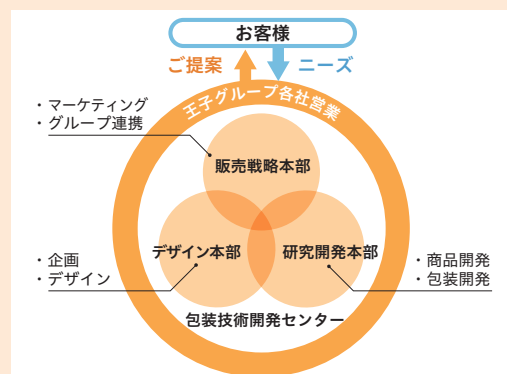 お客様
ご提案
ニーズ
王子グループ各社営業
・マーケティング
・グループ連携
販売戦略本部
デザイン本部
研究開発本部
・企画
・デザイン
・商品開発
・包装開発
包装技術開発センター